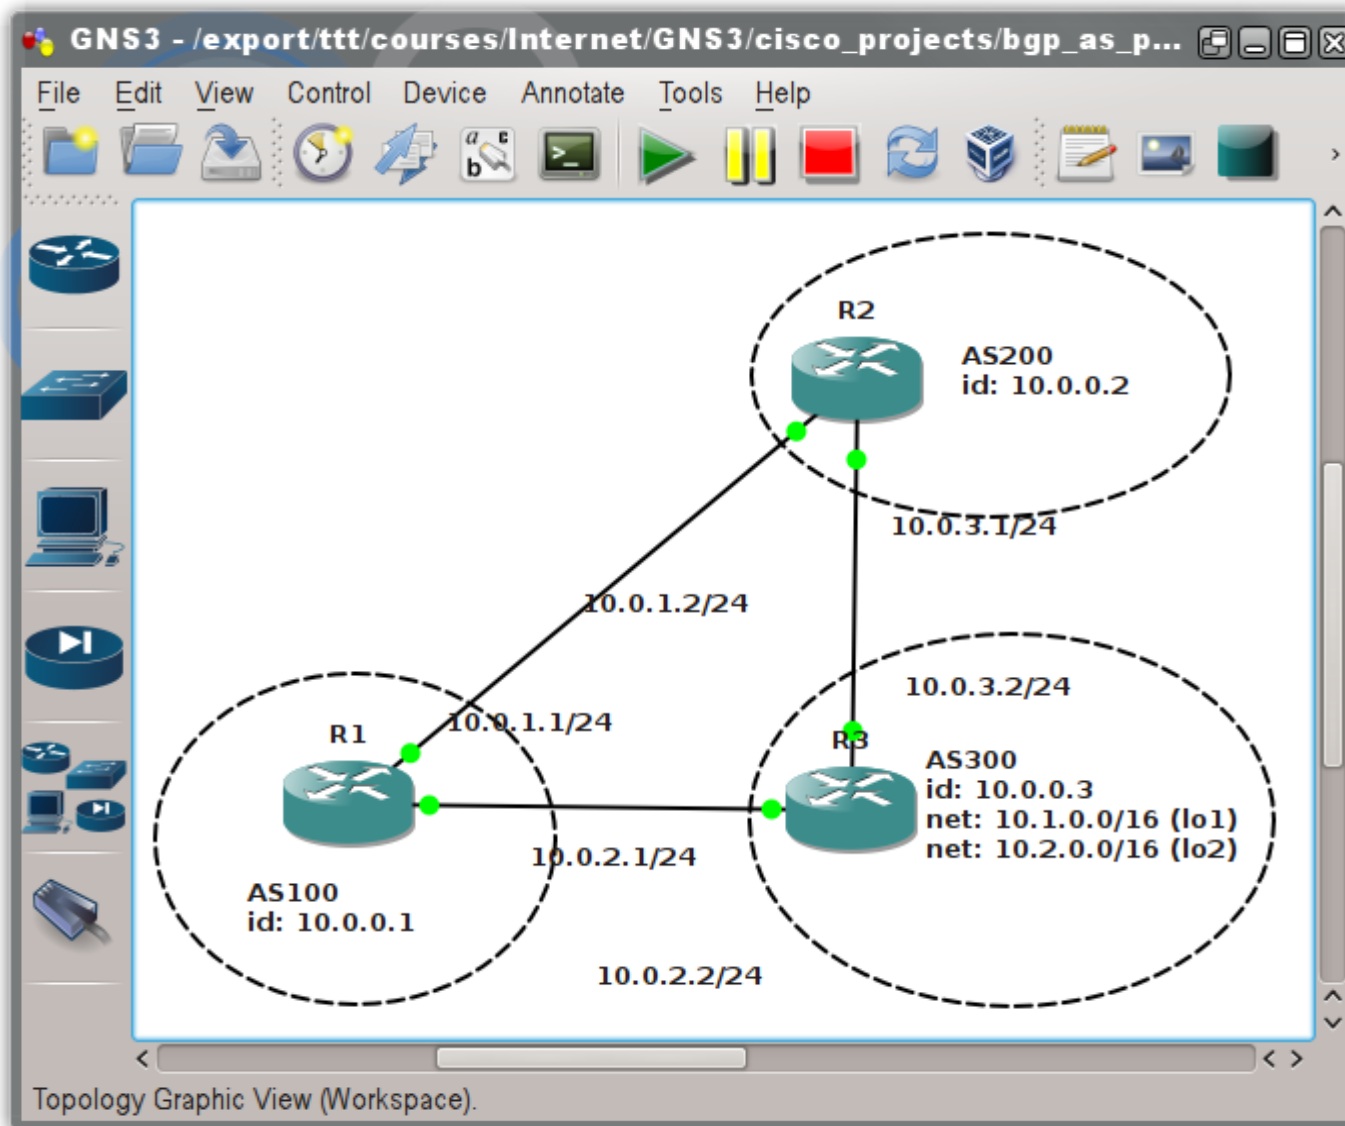 GNS3 - /export/ttt/courses/Internet/GNS3/cisco_projects/bgp_as_p...
File Edit View Control Device Annotate Tools Help
a c
b
>_
R2
AS200
id: 10.0.0.2
10.0.3.1/24
10.0.1.2/24
10.0.3.2/24
10.0.1.1/24
R1
R3
AS300
id: 10.0.0.3
net: 10.1.0.0/16 (lo1)
net: 10.2.0.0/16 (lo2)
10.0.2.1/24
AS100
id: 10.0.0.1
10.0.2.2/24
Topology Graphic View (Workspace).